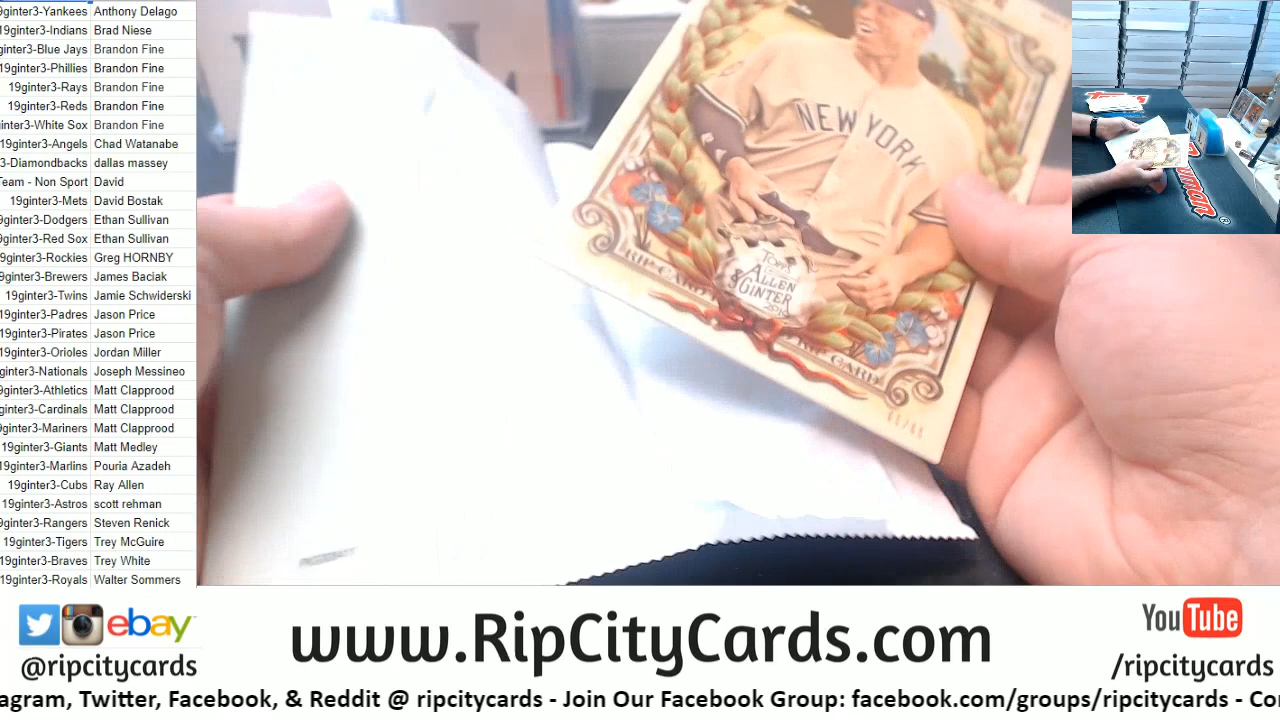 9ginter3-Yankees Anthony Delago
19ginter3-Indians Brad Niese
ginter3-Blue Jays Brandon Fine
19ginter3-Phillies Brandon Fine
19ginter3-Rays Brandon Fine
19ginter3-Reds Brandon Fine
inter3-White Sox Brandon Fine
19ginter3-Angels Chad Watanabe
3-Diamondbacks dallas massey
Team - Non Sport David
19ginter3-Mets David Bostak
9ginter3-Dodgers Ethan Sullivan
9ginter3-Red Sox Ethan Sullivan
9ginter3-Rockies Greg HORNBY
9ginter3-Brewers James Baciak
19ginter3-Twins Jamie Schwiderski
19ginter3-Padres Jason Price
19ginter3-Pirates Jason Price
19ginter3-Orioles Jordan Miller
ginter3-Nationals Joseph Messineo
9ginter3-Athletics Matt Clapprood
ginter3-Cardinals Matt Clapprood
ginter3-Mariners Matt Clapprood
19ginter3-Giants Matt Medley
19ginter3-Marlins Pouria Azadeh
19ginter3-Cubs Ray Allen
19ginter3-Astros scott rehman
9ginter3-Rangers Steven Renick
19ginter3-Tigers Trey McGuire
19ginter3-Braves Trey White
19ginter3-Royals Walter Sommers
NEW YORK
Topps
ALLEN
& GINTER
2019
RIP CARD
RIP CARD
ebay
@ripcitycards
www.RipCityCards.com
YouTube
/ripcitycards
agram, Twitter, Facebook, & Reddit @ ripcitycards - Join Our Facebook Group: facebook.com/groups/ripcitycards - Co